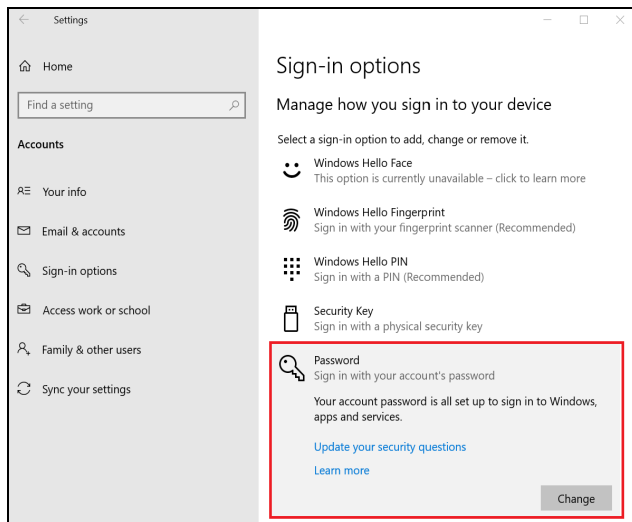 Settings
Home
Find a setting
Accounts
Your info
Email & accounts
Sign-in options
Access work or school
Family & other users
Sync your settings
Sign-in options
Manage how you sign in to your device
Select a sign-in option to add, change or remove it.
Windows Hello Face
This option is currently unavailable – click to learn more
Windows Hello Fingerprint
Sign in with your fingerprint scanner (Recommended)
Windows Hello PIN
Sign in with a PIN (Recommended)
Security Key
Sign in with a physical security key
Password
Sign in with your account's password
Your account password is all set up to sign in to Windows,
apps and services.
Update your security questions
Learn more
Change